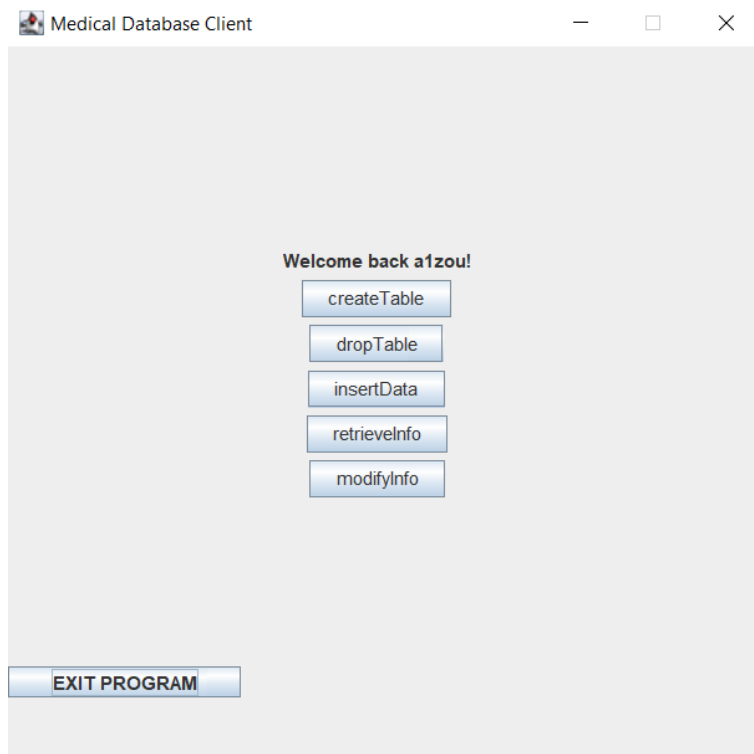 Medical Database Client
Welcome back a1zou!
createTable
dropTable
insertData
retrieveInfo
modifyInfo
EXIT PROGRAM